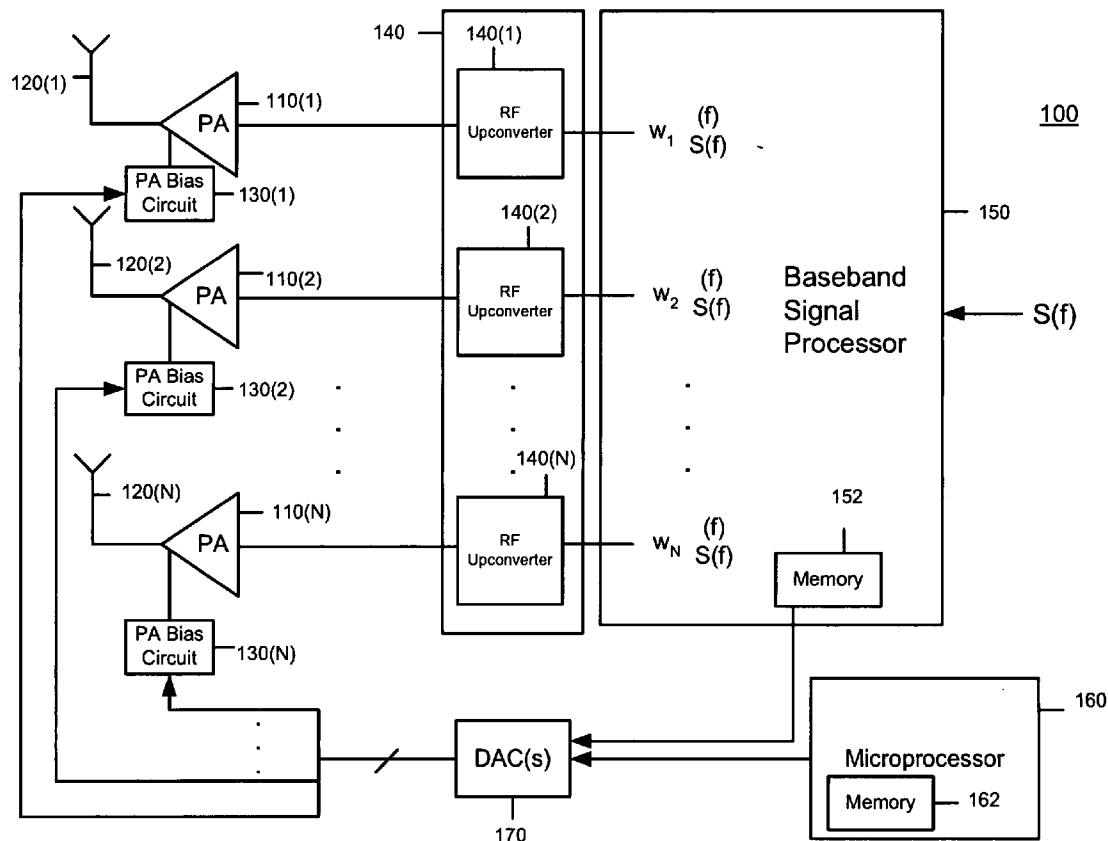 140
140(1)
120(1)
110(1)
PA
RF
Upconverter
w1 (f)
S(f)
100
PA Bias
Circuit
130(1)
150
140(2)
120(2)
110(2)
PA
RF
Upconverter
w2 (f)
S(f)
Baseband
Signal
Processor
S(f)
PA Bias
Circuit
130(2)
140(N)
120(N)
110(N)
PA
RF
Upconverter
wN (f)
S(f)
152
Memory
PA Bias
Circuit
130(N)
160
DAC(s)
170
Microprocessor
Memory
162